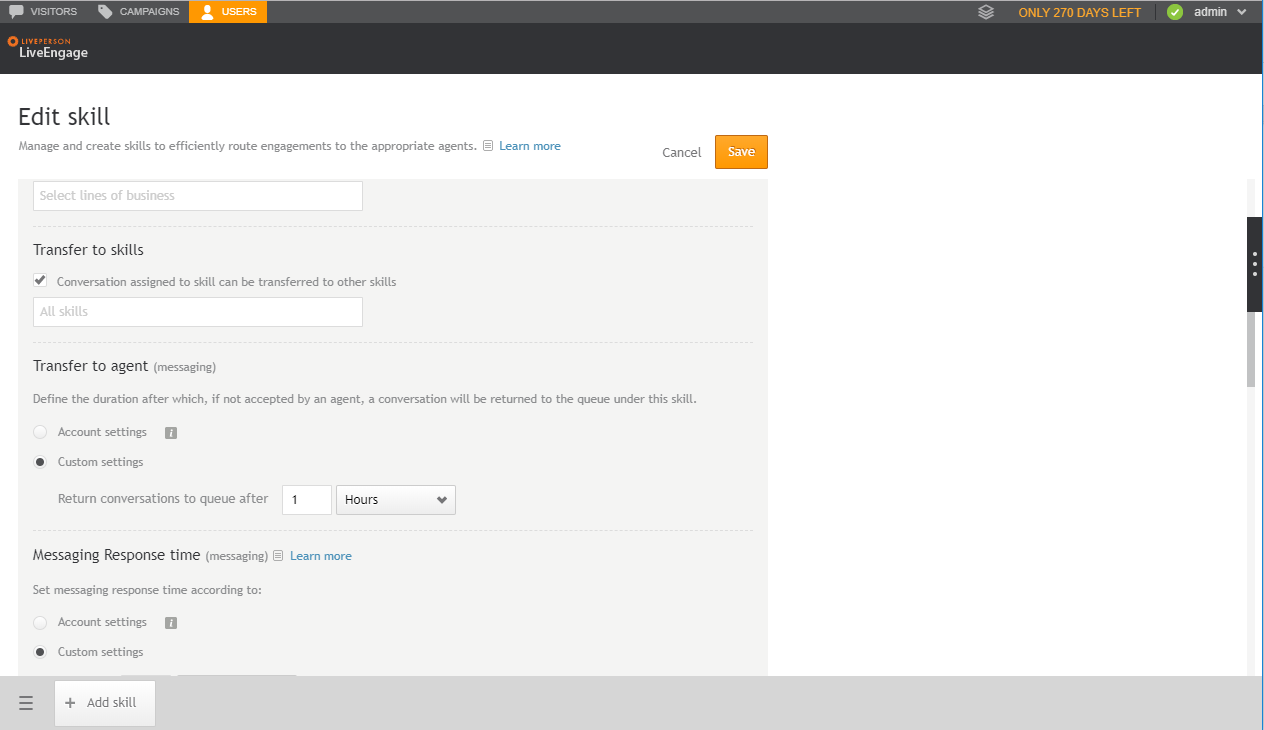 VISITORS CAMPAIGNS USERS ONLY 270 DAYS LEFT admin
LIVEPERSON
LiveEngage
Edit skill
Manage and create skills to efficiently route engagements to the appropriate agents. Learn more
Cancel Save
Select lines of business
Transfer to skills
Conversation assigned to skill can be transferred to other skills
All skills
Transfer to agent (messaging)
Define the duration after which, if not accepted by an agent, a conversation will be returned to the queue under this skill.
Account settings i
Custom settings
Return conversations to queue after 1 Hours
Messaging Response time (messaging) Learn more
Set messaging response time according to:
Account settings i
Custom settings
+ Add skill